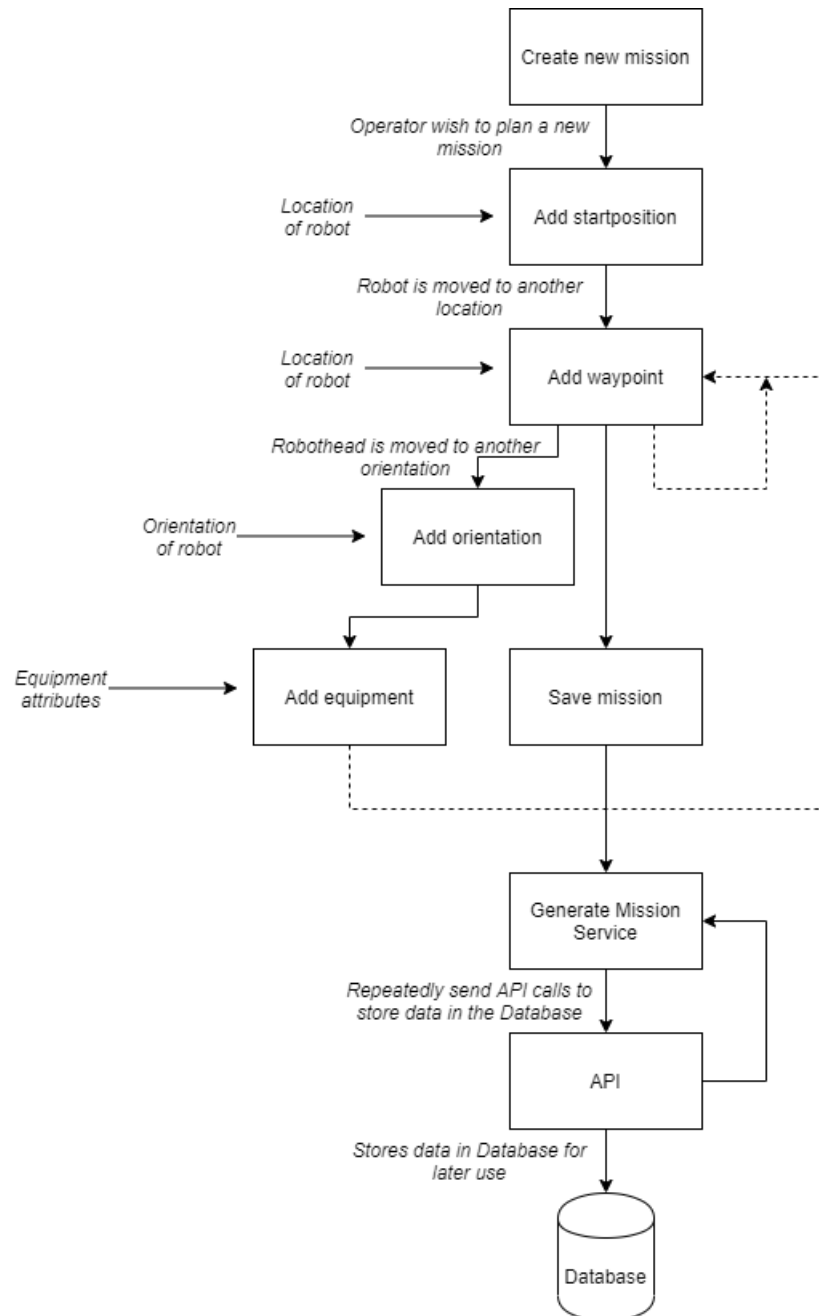 Create new mission
Operator wish to plan a new
mission
Location
of robot
Add startposition
Robot is moved to another
location
Location
of robot
Add waypoint
Robothead is moved to another
orientation
Orientation
of robot
Add orientation
Equipment
attributes
Add equipment
Save mission
Generate Mission
Service
Repeatedly send API calls to
store data in the Database
API
Stores data in Database for
later use
Database